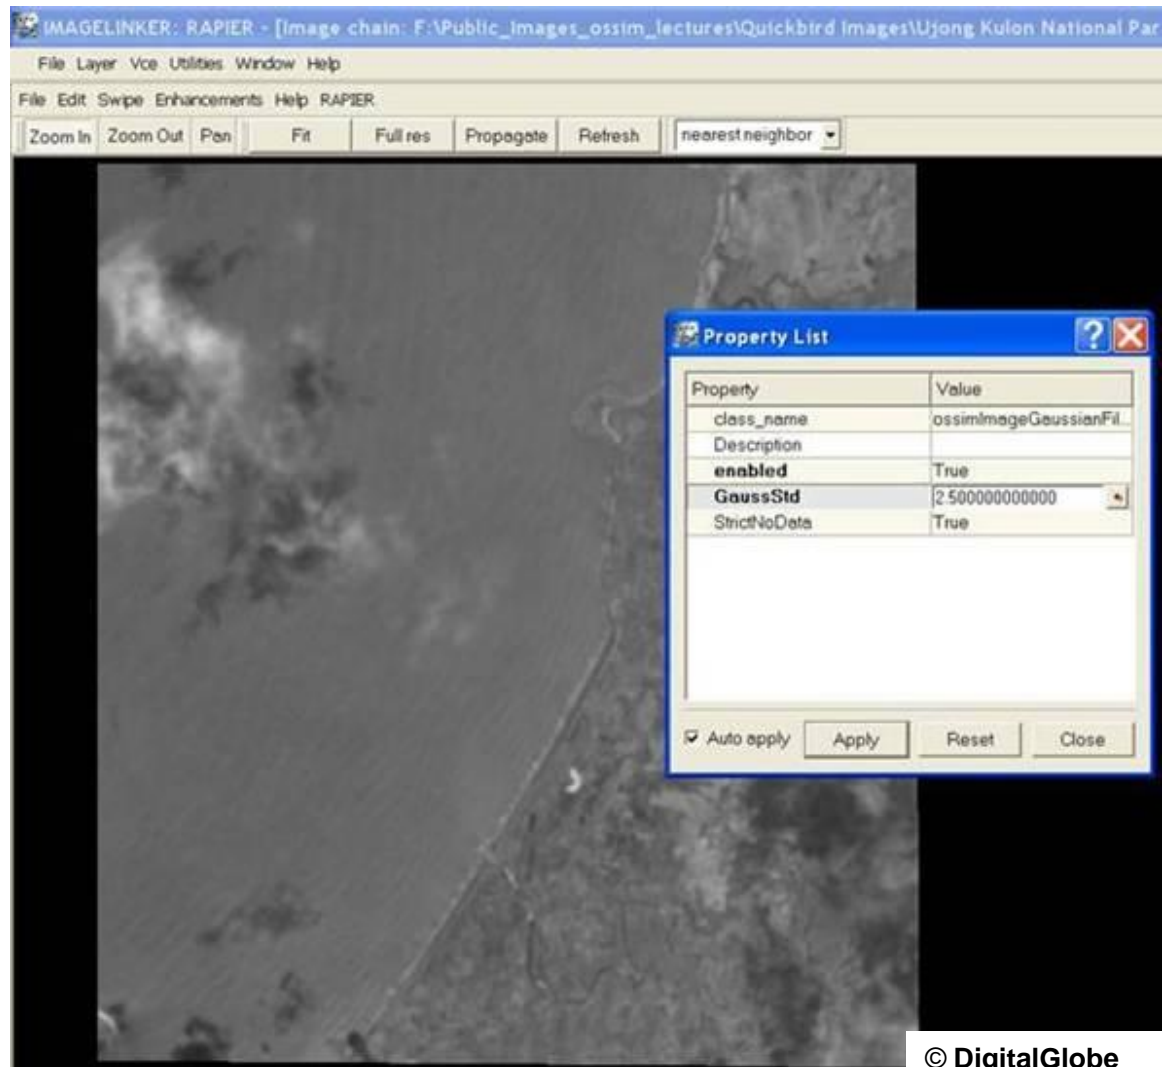 IMAGELINKER: RAPIER - [Image chain: F:\Public_Images_ossim_lectures\Quickbird Images\Ujong Kulon National Par
File Layer Vce Utilities Window Help
File Edit Swipe Enhancements Help RAPIER
Zoom In Zoom Out Pan Fit Full res Propagate Refresh nearest neighbor
Property List
Property Value
class_name ossimImageGaussianFil...
Description
enabled True
GaussStd 2.500000000000
StrictNoData True
Auto apply Apply Reset Close
© DigitalGlobe